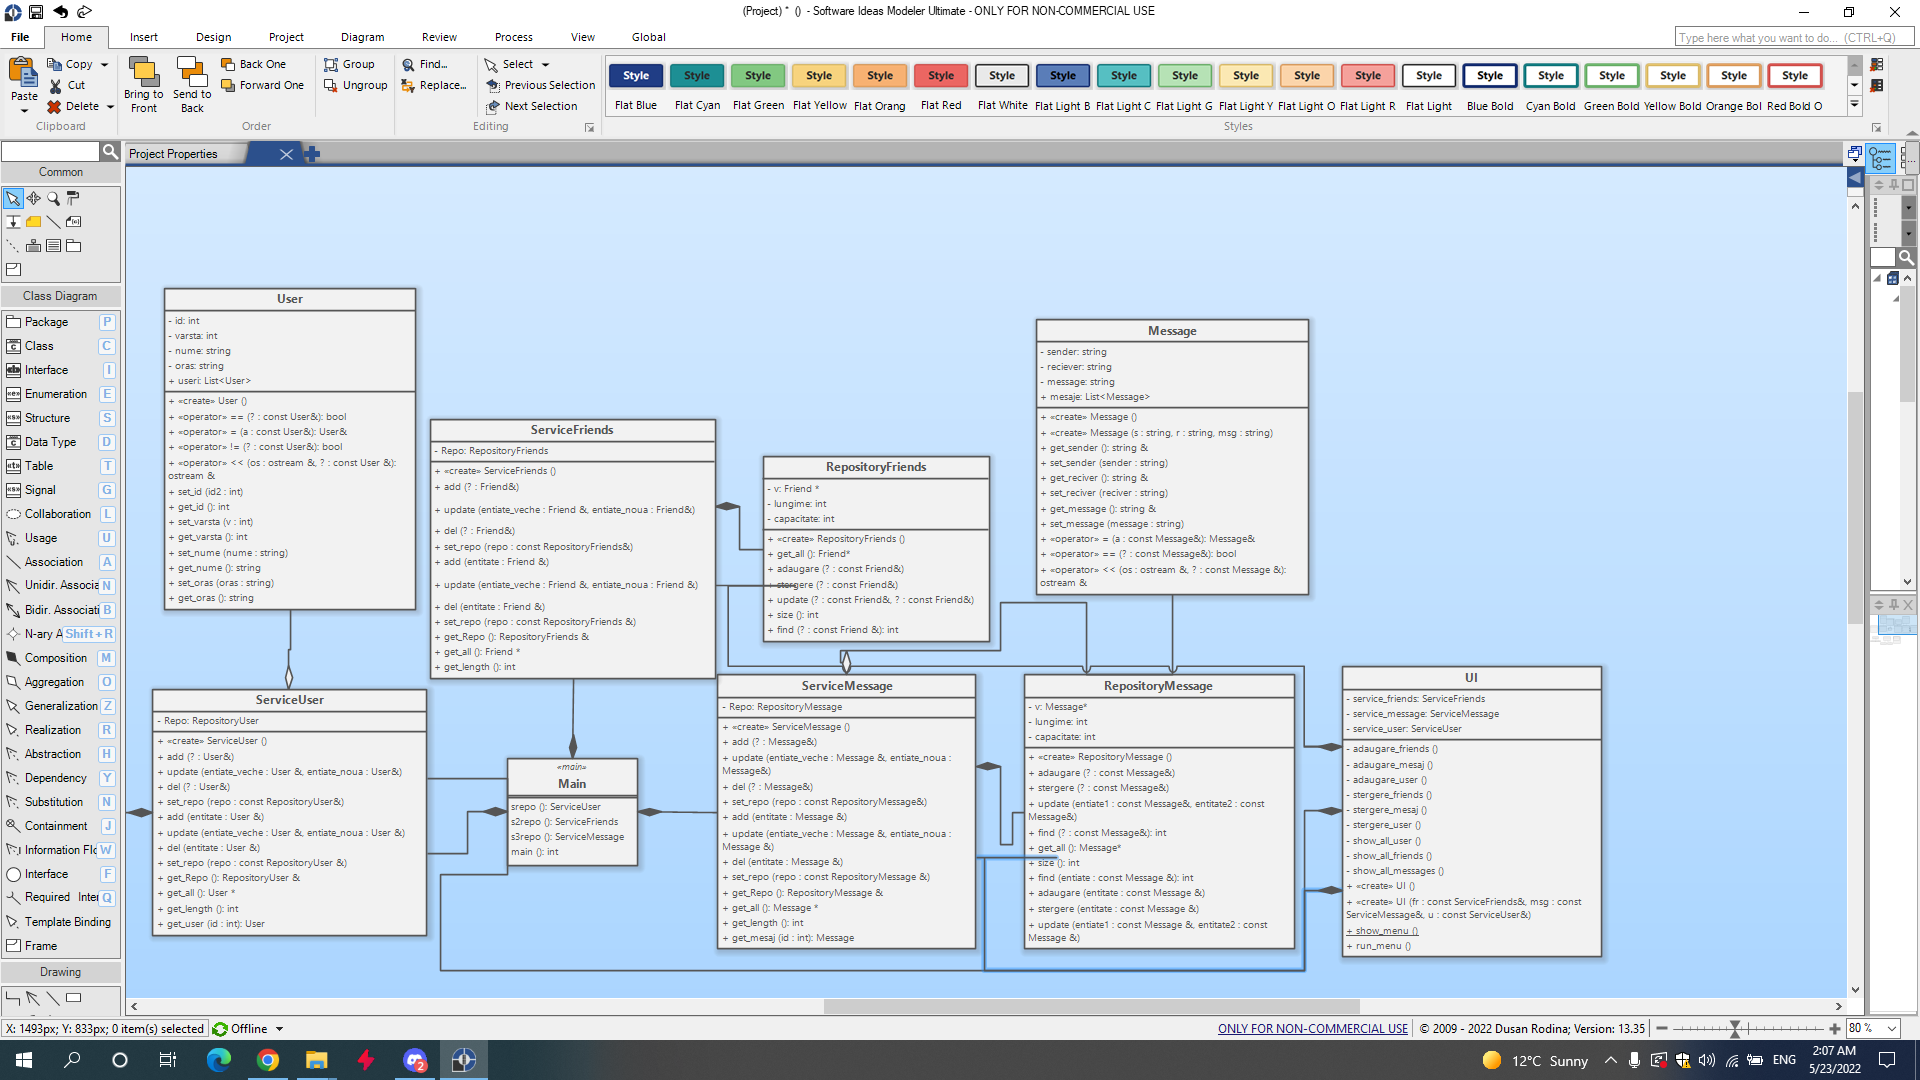 (Project) * () - Software Ideas Modeler Ultimate - ONLY FOR NON-COMMERCIAL USE
File Home Insert Design Project Diagram Review Process View Global
Type here what you want to do... (CTRL+Q)
Paste
Copy
Cut
Delete
Clipboard
Bring to Front
Send to Back
Back One
Forward One
Order
Group
Ungroup
Find...
Replace...
Select
Previous Selection
Next Selection
Editing
Style Style Style Style Style Style Style Style Style Style Style Style Style Style Style Style Style Style Style Style
Flat Blue Flat Cyan Flat Green Flat Yellow Flat Orang Flat Red Flat White Flat Light B Flat Light C Flat Light G Flat Light Y Flat Light O Flat Light R Flat Light Blue Bold Cyan Bold Green Bold Yellow Bold Orange Bol Red Bold O
Styles
Project Properties
Common
Class Diagram
Package P
Class C
Interface I
Enumeration E
Structure S
Data Type D
Table T
Signal G
Collaboration L
Usage U
Association A
Unidir. Associa N
Bidir. Associati B
N-ary A Shift+R
Composition M
Aggregation O
Generalization Z
Realization R
Abstraction H
Dependency Y
Substitution N
Containment J
Information Flo W
Interface F
Required Inter Q
Template Binding
Frame
Drawing
User
- id: int
- varsta: int
- nume: string
- oras: string
+ useri: List<User>
+ «create» User ()
+ «operator» == (? : const User&): bool
+ «operator» = (a : const User&): User&
+ «operator» != (? : const User&): bool
+ «operator» << (os : ostream &, ? : const User &):
ostream &
+ set_id (id2 : int)
+ get_id (): int
+ set_varsta (v : int)
+ get_varsta (): int
+ set_nume (nume : string)
+ get_nume (): string
+ set_oras (oras : string)
+ get_oras (): string
ServiceFriends
- Repo: RepositoryFriends
+ «create» ServiceFriends ()
+ add (? : Friend&)
+ update (entiate_veche : Friend &, entiate_noua : Friend&)
+ del (? : Friend&)
+ set_repo (repo : const RepositoryFriends&)
+ add (entitate : Friend &)
+ update (entiate_veche : Friend &, entiate_noua : Friend &)
+ del (entitate : Friend &)
+ set_repo (repo : const RepositoryFriends &)
+ get_Repo (): RepositoryFriends &
+ get_all (): Friend *
+ get_length (): int
RepositoryFriends
- v: Friend *
- lungime: int
- capacitate: int
+ «create» RepositoryFriends ()
+ get_all (): Friend*
+ adaugare (? : const Friend&)
+ stergere (? : const Friend&)
+ update (? : const Friend&, ? : const Friend&)
+ size (): int
+ find (? : const Friend &): int
Message
- sender: string
- reciever: string
- message: string
+ mesaje: List<Message>
+ «create» Message ()
+ «create» Message (s : string, r : string, msg : string)
+ get_sender (): string &
+ set_sender (sender : string)
+ get_reciver (): string &
+ set_reciver (reciver : string)
+ get_message (): string &
+ set_message (message : string)
+ «operator» = (a : const Message&): Message&
+ «operator» == (? : const Message&): bool
+ «operator» << (os : ostream &, ? : const Message &):
ostream &
ServiceUser
- Repo: RepositoryUser
+ «create» ServiceUser ()
+ add (? : User&)
+ update (entiate_veche : User &, entiate_noua : User&)
+ del (? : User&)
+ set_repo (repo : const RepositoryUser&)
+ add (entitate : User &)
+ update (entiate_veche : User &, entiate_noua : User &)
+ del (entitate : User &)
+ set_repo (repo : const RepositoryUser &)
+ get_Repo (): RepositoryUser &
+ get_all (): User *
+ get_length (): int
+ get_user (id : int): User
«main»
Main
srepo (): ServiceUser
s2repo (): ServiceFriends
s3repo (): ServiceMessage
main (): int
ServiceMessage
- Repo: RepositoryMessage
+ «create» ServiceMessage ()
+ add (? : Message&)
+ update (entiate_veche : Message &, entiate_noua :
Message&)
+ del (? : Message&)
+ set_repo (repo : const RepositoryMessage&)
+ add (entitate : Message &)
+ update (entiate_veche : Message &, entiate_noua :
Message &)
+ del (entitate : Message &)
+ set_repo (repo : const RepositoryMessage &)
+ get_Repo (): RepositoryMessage &
+ get_all (): Message *
+ get_length (): int
+ get_mesaj (id : int): Message
RepositoryMessage
- v: Message*
- lungime: int
- capacitate: int
+ «create» RepositoryMessage ()
+ adaugare (? : const Message&)
+ stergere (? : const Message&)
+ update (entiate1 : const Message&, entitate2 : const
Message&)
+ find (? : const Message&): int
+ get_all (): Message*
+ size (): int
+ find (entiate : const Message &): int
+ adaugare (entitate : const Message &)
+ stergere (entitate : const Message &)
+ update (entiate1 : const Message &, entitate2 : const
Message &)
UI
- service_friends: ServiceFriends
- service_message: ServiceMessage
- service_user: ServiceUser
- adaugare_friends ()
- adaugare_mesaj ()
- adaugare_user ()
- stergere_friends ()
- stergere_mesaj ()
- stergere_user ()
- show_all_user ()
- show_all_friends ()
- show_all_messages ()
+ «create» UI ()
+ «create» UI (fr : const ServiceFriends&, msg : const
ServiceMessage&, u : const ServiceUser&)
+ show_menu ()
+ run_menu ()
X: 1493px; Y: 833px; 0 item(s) selected
Offline
ONLY FOR NON-COMMERCIAL USE
© 2009 - 2022 Dusan Rodina; Version: 13.35
80 %
12°C Sunny
ENG
2:07 AM
5/23/2022
2